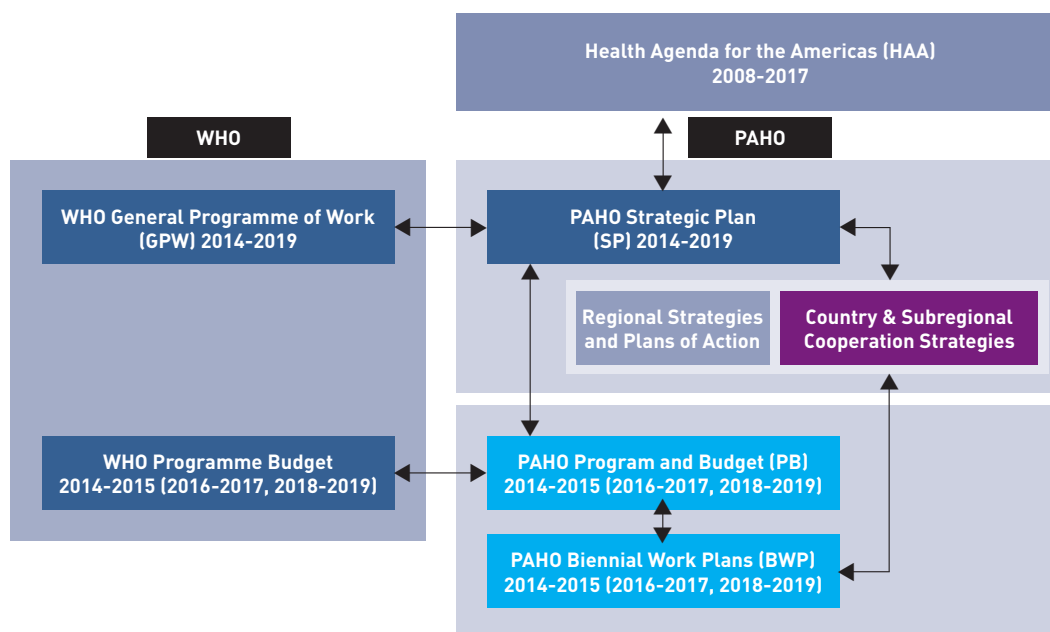 Health Agenda for the Americas (HAA)
2008-2017
WHO
PAHO
WHO General Programme of Work
(GPW) 2014-2019
PAHO Strategic Plan
(SP) 2014-2019
Regional Strategies
and Plans of Action
Country & Subregional
Cooperation Strategies
WHO Programme Budget
2014-2015 (2016-2017, 2018-2019)
PAHO Program and Budget (PB)
2014-2015 (2016-2017, 2018-2019)
PAHO Biennial Work Plans (BWP)
2014-2015 (2016-2017, 2018-2019)